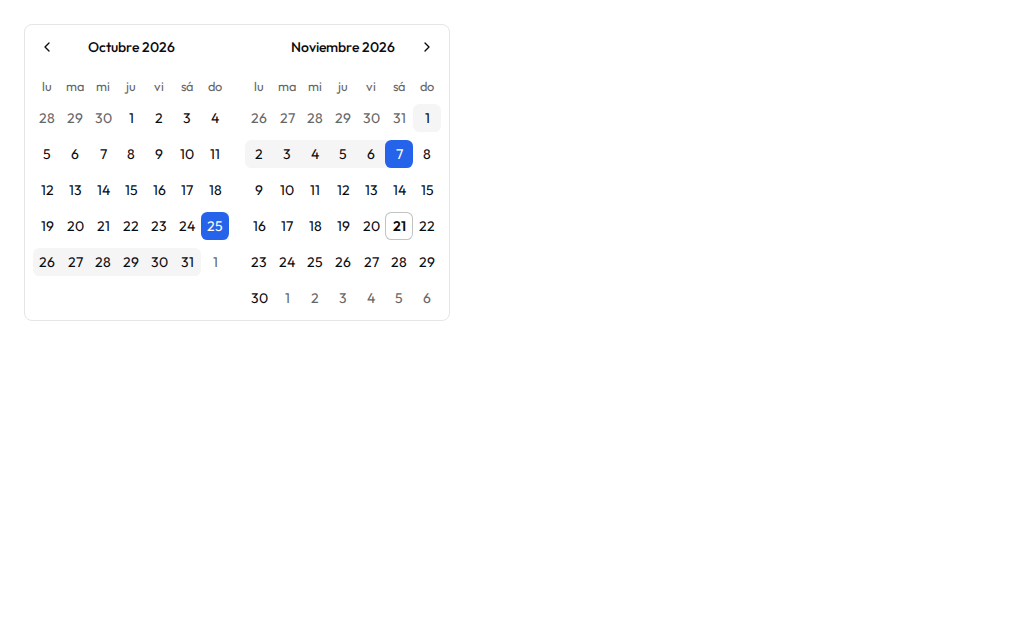 Octubre 2026
lu ma mi ju vi sá do
28 29 30 1 2 3 4
5 6 7 8 9 10 11
12 13 14 15 16 17 18
19 20 21 22 23 24 25
26 27 28 29 30 31 1
Noviembre 2026
lu ma mi ju vi sá do
26 27 28 29 30 31 1
2 3 4 5 6 7 8
9 10 11 12 13 14 15
16 17 18 19 20 21 22
23 24 25 26 27 28 29
30 1 2 3 4 5 6